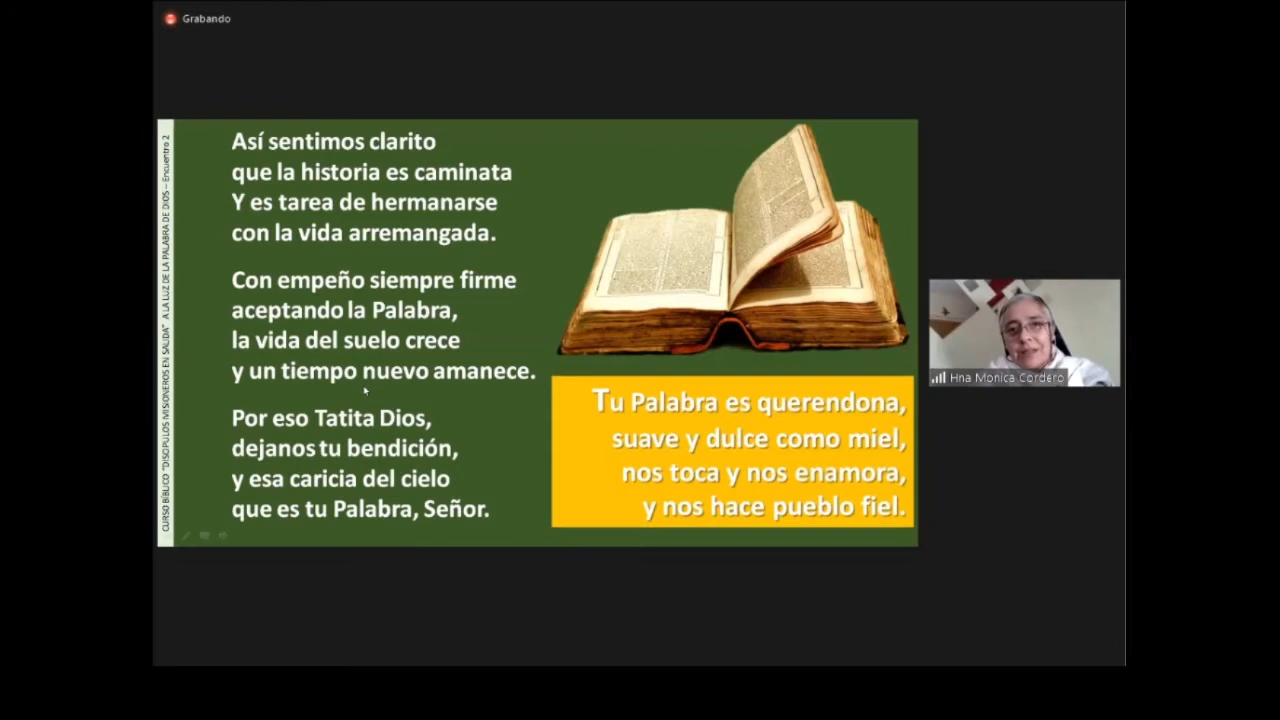 Grabando
CURSO BÍBLICO "DISCIPULOS MISIONEROS EN SALIDA" A LA LUZ DE LA PALABRA DE DIOS – Encuentro 2
Así sentimos clarito
que la historia es caminata
Y es tarea de hermanarse
con la vida arremangada.
Con empeño siempre firme
aceptando la Palabra,
la vida del suelo crece
y un tiempo nuevo amanece.
Por eso Tatita Dios,
dejanos tu bendición,
y esa caricia del cielo
que es tu Palabra, Señor.
Tu Palabra es querendona,
suave y dulce como miel,
nos toca y nos enamora,
y nos hace pueblo fiel.
Hna Monica Cordero